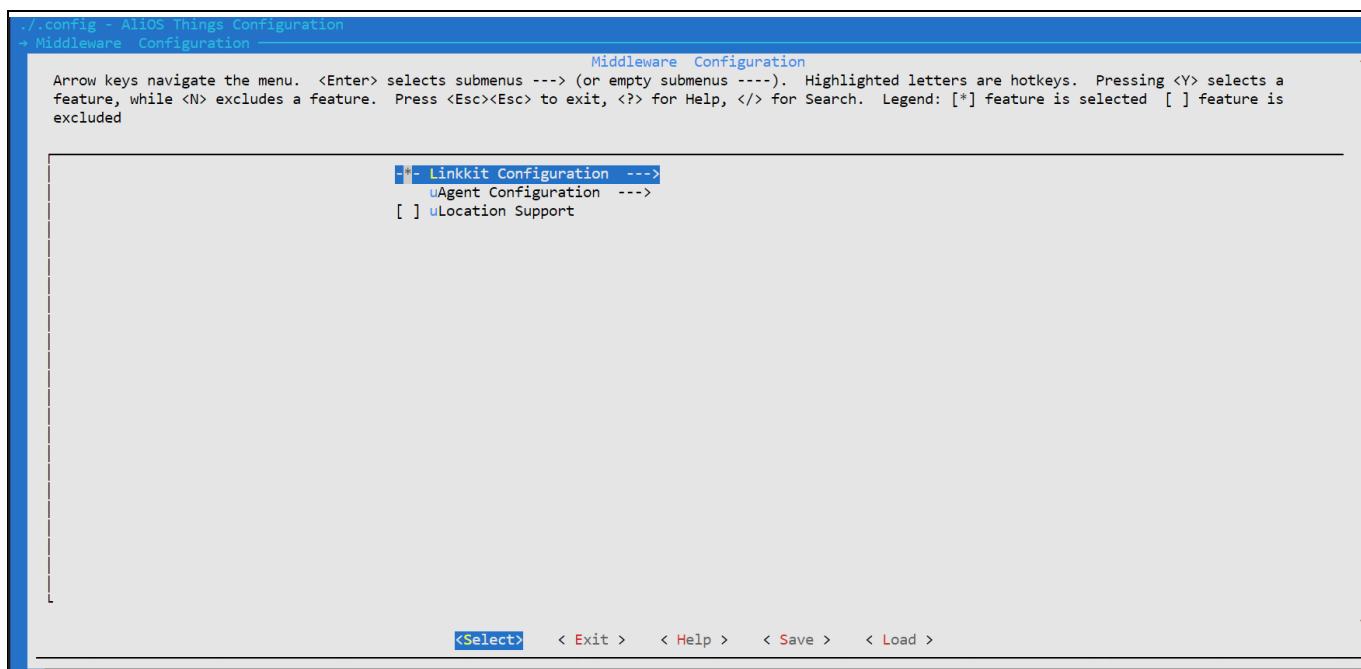 ./.config - AliOS Things Configuration
→ Middleware  Configuration
Middleware  Configuration
Arrow keys navigate the menu.  <Enter> selects submenus ---> (or empty submenus ----).  Highlighted letters are hotkeys.  Pressing <Y> selects a
feature, while <N> excludes a feature.  Press <Esc><Esc> to exit, <?> for Help, </> for Search.  Legend: [*] feature is selected  [ ] feature is
excluded
-*- Linkkit Configuration  --->
uAgent Configuration  --->
[ ] uLocation Support
<Select>    < Exit >    < Help >    < Save >    < Load >